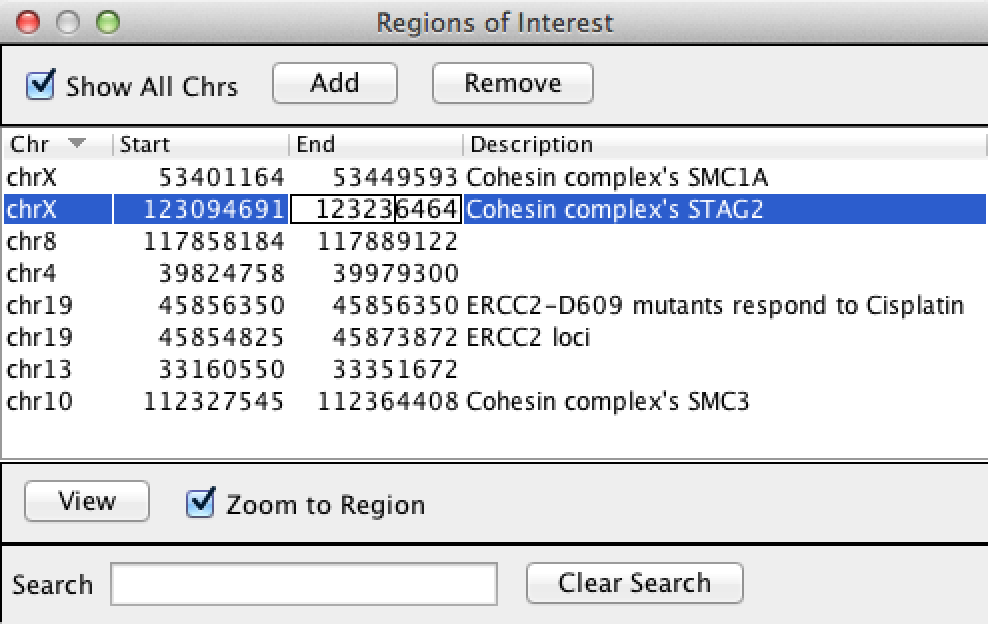 Regions of Interest
Show All Chrs Add Remove
Chr Start End Description
chrX 53401164 53449593 Cohesin complex's SMC1A
chrX 123094691 123236464 Cohesin complex's STAG2
chr8 117858184 117889122
chr4 39824758 39979300
chr19 45856350 45856350 ERCC2-D609 mutants respond to Cisplatin
chr19 45854825 45873872 ERCC2 loci
chr13 33160550 33351672
chr10 112327545 112364408 Cohesin complex's SMC3
View Zoom to Region
Search Clear Search